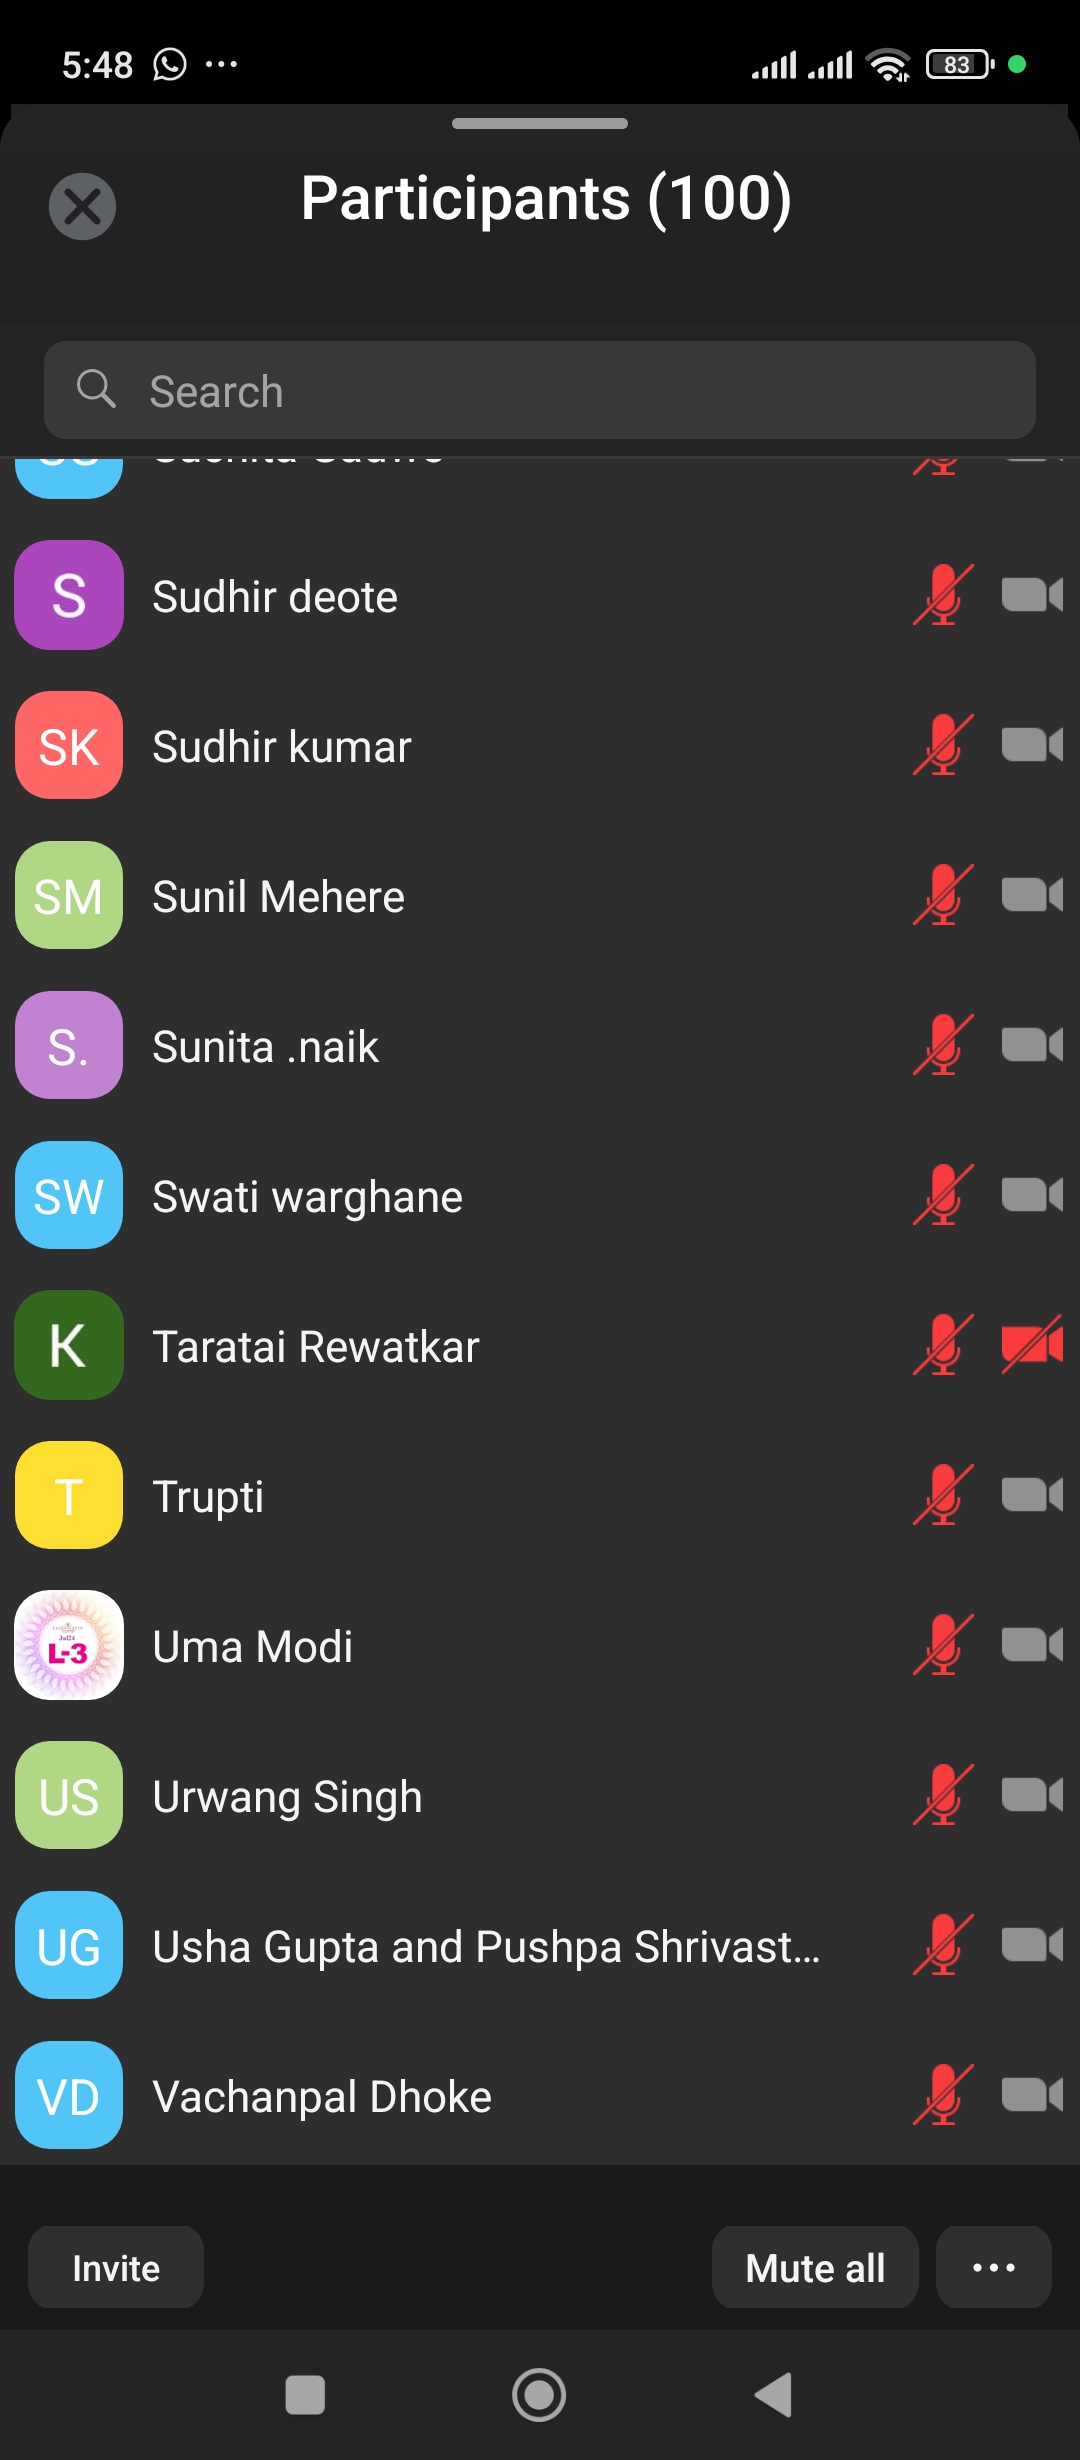 5:48
83
Participants (100)
Search
S
Sudhir deote
SK
Sudhir kumar
SM
Sunil Mehere
S.
Sunita .naik
SW
Swati warghane
K
Taratai Rewatkar
T
Trupti
L-3
Uma Modi
US
Urwang Singh
UG
Usha Gupta and Pushpa Shrivast...
VD
Vachanpal Dhoke
Invite
Mute all